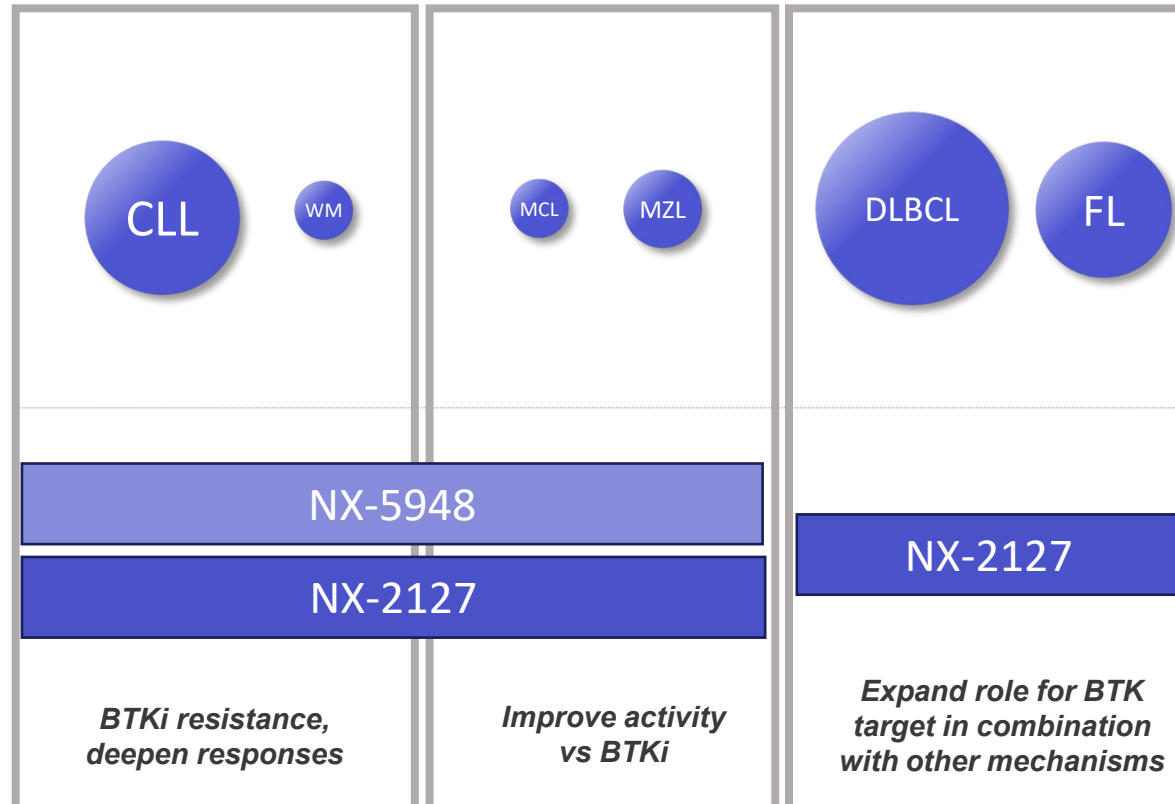 CLL
WM
MCL
MZL
DLBCL
FL
NX-5948
NX-2127
NX-2127
BTKi resistance,
deepen responses
Improve activity
vs BTKi
Expand role for BTK
target in combination
with other mechanisms